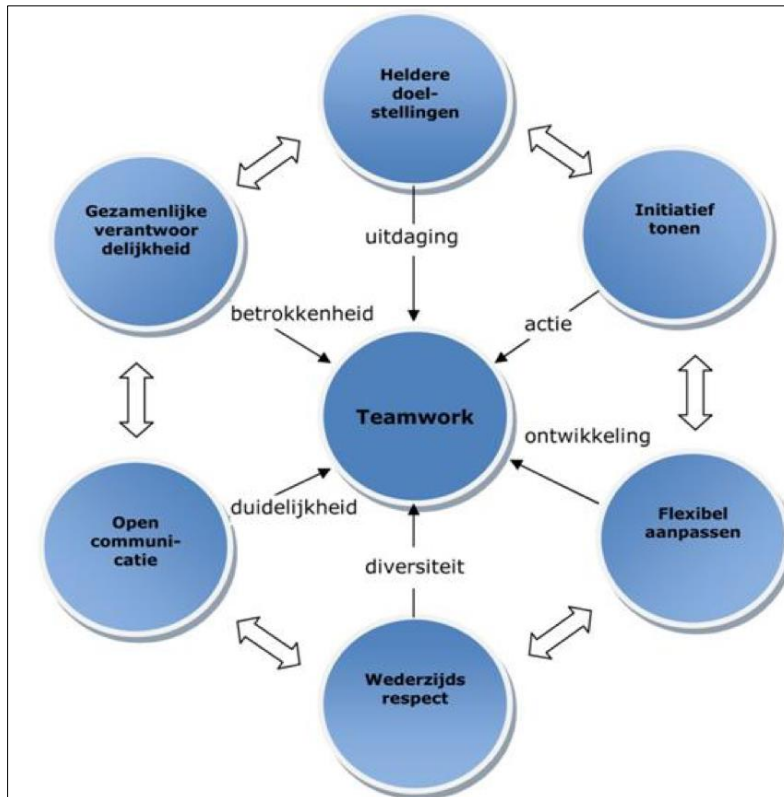 Heldere
doel-
stellingen
Gezamenlijke
verantwoor
delijkheid
Initiatief
tonen
uitdaging
betrokkenheid
actie
Teamwork
ontwikkeling
duidelijkheid
Open
communi-
catie
Flexibel
aanpassen
diversiteit
Wederzijds
respect